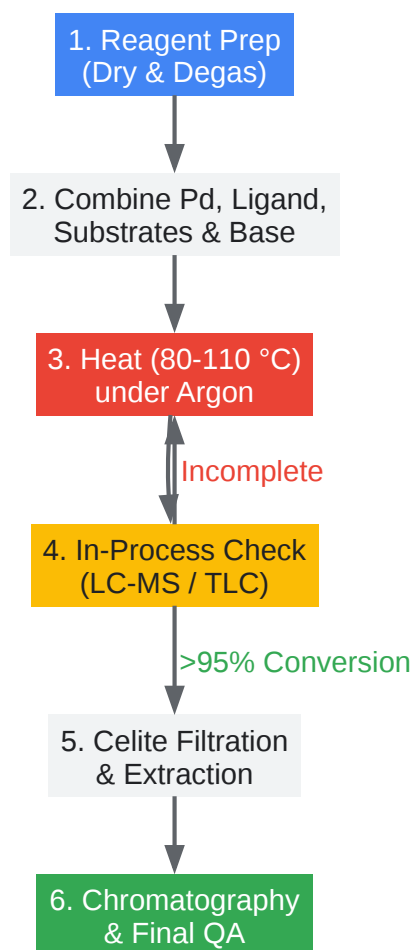 1. Reagent Prep
(Dry & Degas)
2. Combine Pd, Ligand,
Substrates & Base
3. Heat (80-110 °C)
under Argon
Incomplete
4. In-Process Check
(LC-MS / TLC)
>95% Conversion
5. Celite Filtration
& Extraction
6. Chromatography
& Final QA